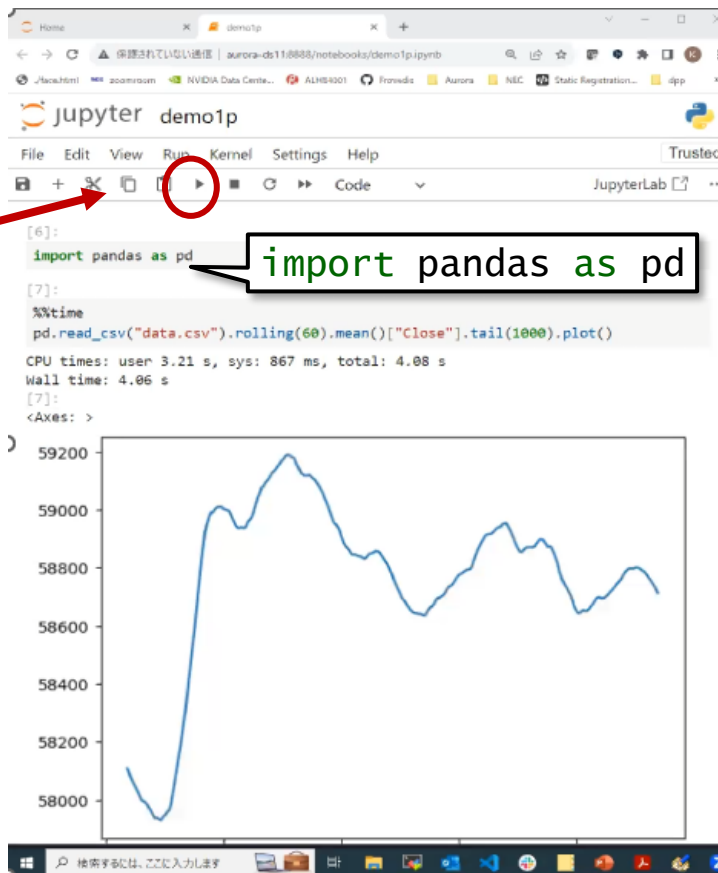 Home
demo1p
保護されていない通信 | aurora-ds11:8888/notebooks/demo1p.ipynb
./face.html
zoomroom
NVIDIA Data Cente...
Frovedis
Aurora
NEC
Static Registration...
dpp
jupyter demo1p
File Edit View Run Kernel Settings Help
Trusted
Code
JupyterLab
[6]:
import pandas as pd
import pandas as pd
[7]:
%%time
pd.read_csv("data.csv").rolling(60).mean()["Close"].tail(1000).plot()
CPU times: user 3.21 s, sys: 867 ms, total: 4.08 s
Wall time: 4.06 s
[7]:
<Axes: >
59200
59000
58800
58600
58400
58200
58000
検索するには、ここに入力します